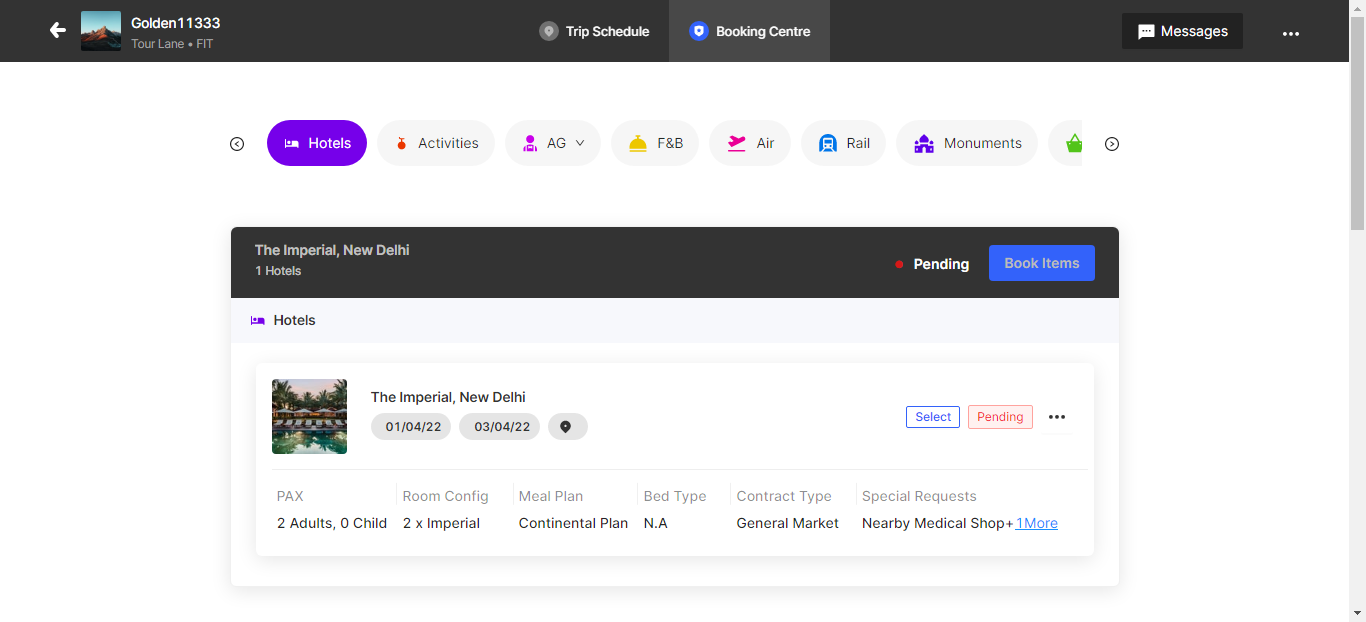 Golden11333
Tour Lane • FIT
Trip Schedule
Booking Centre
Messages
Hotels
Activities
AG
F&B
Air
Rail
Monuments
The Imperial, New Delhi
1 Hotels
Pending
Book Items
Hotels
The Imperial, New Delhi
01/04/22
03/04/22
Select
Pending
PAX
Room Config
Meal Plan
Bed Type
Contract Type
Special Requests
2 Adults, 0 Child
2 x Imperial
Continental Plan
N.A
General Market
Nearby Medical Shop+1More